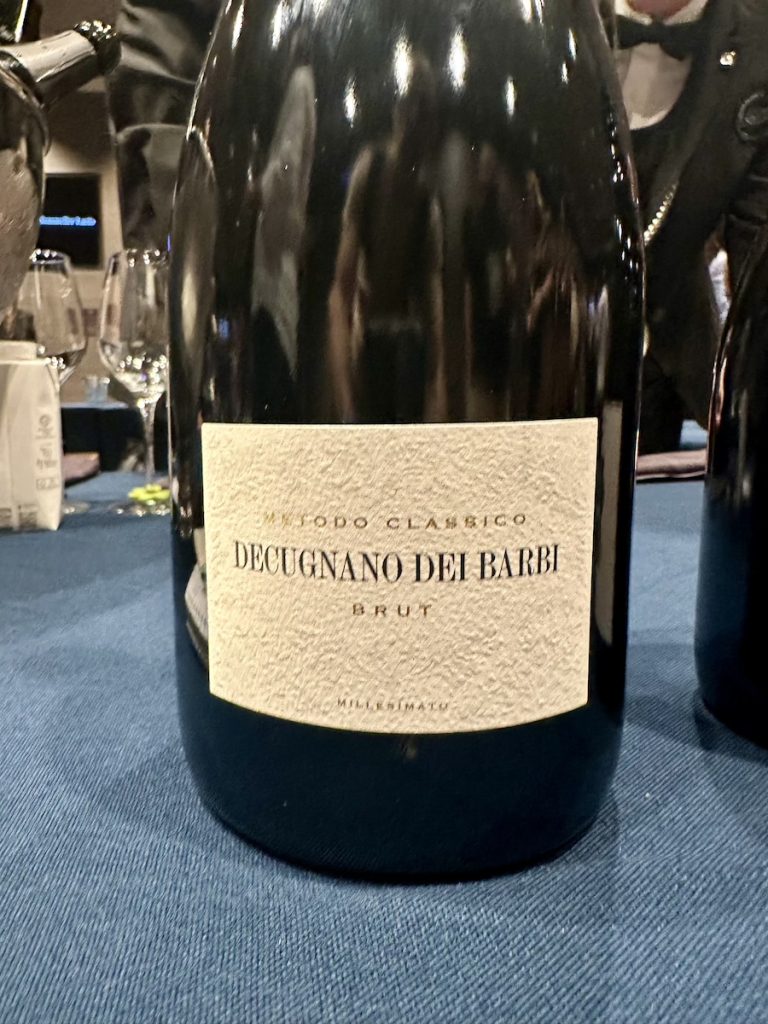 METODO CLASSICO
DECUGNANO DEI BARBI
BRUT
MILLESIMATO